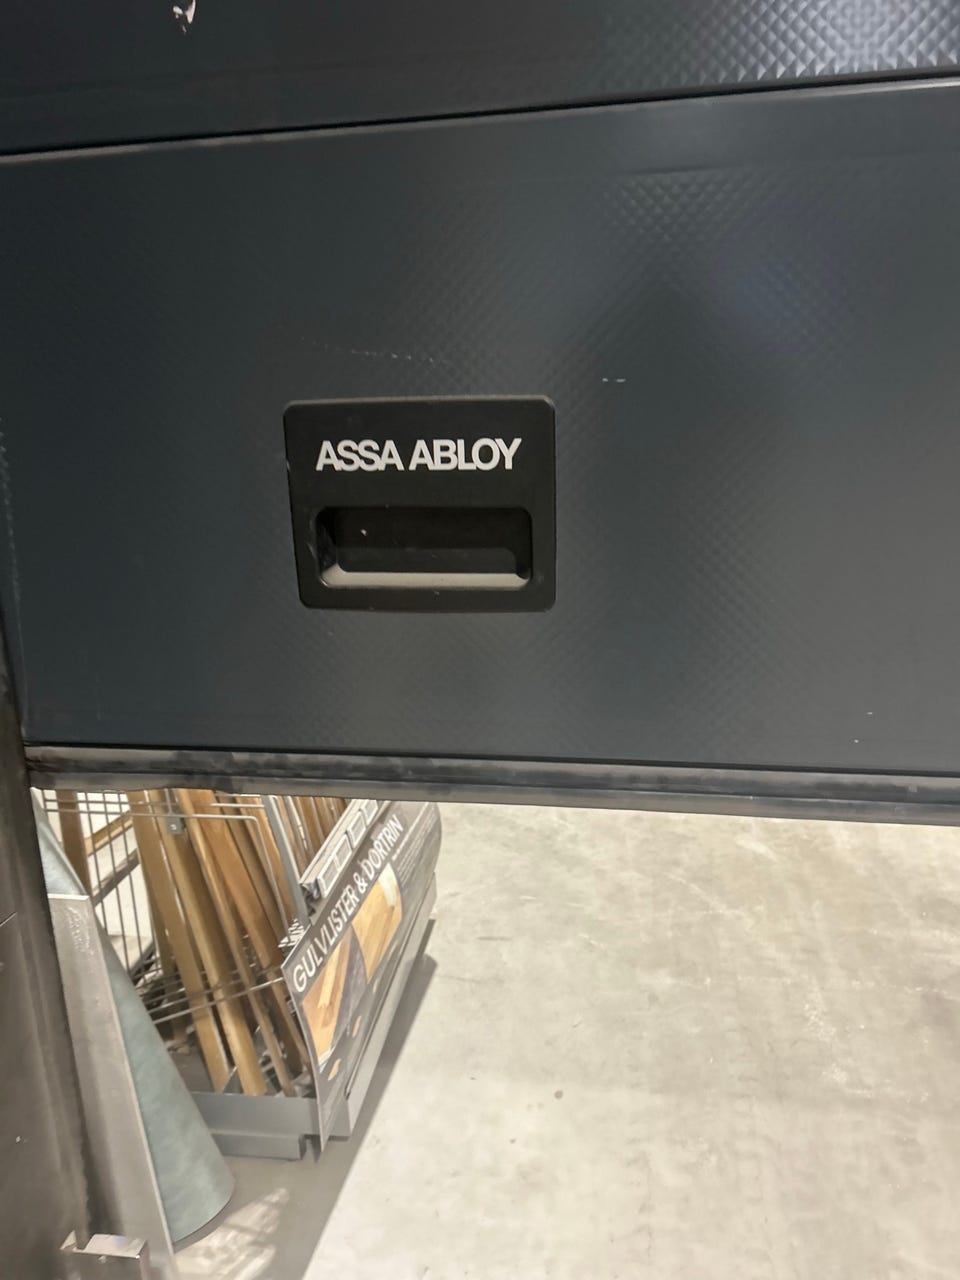 ASSA ABLOY
GULVLISTER & DØRTRIN